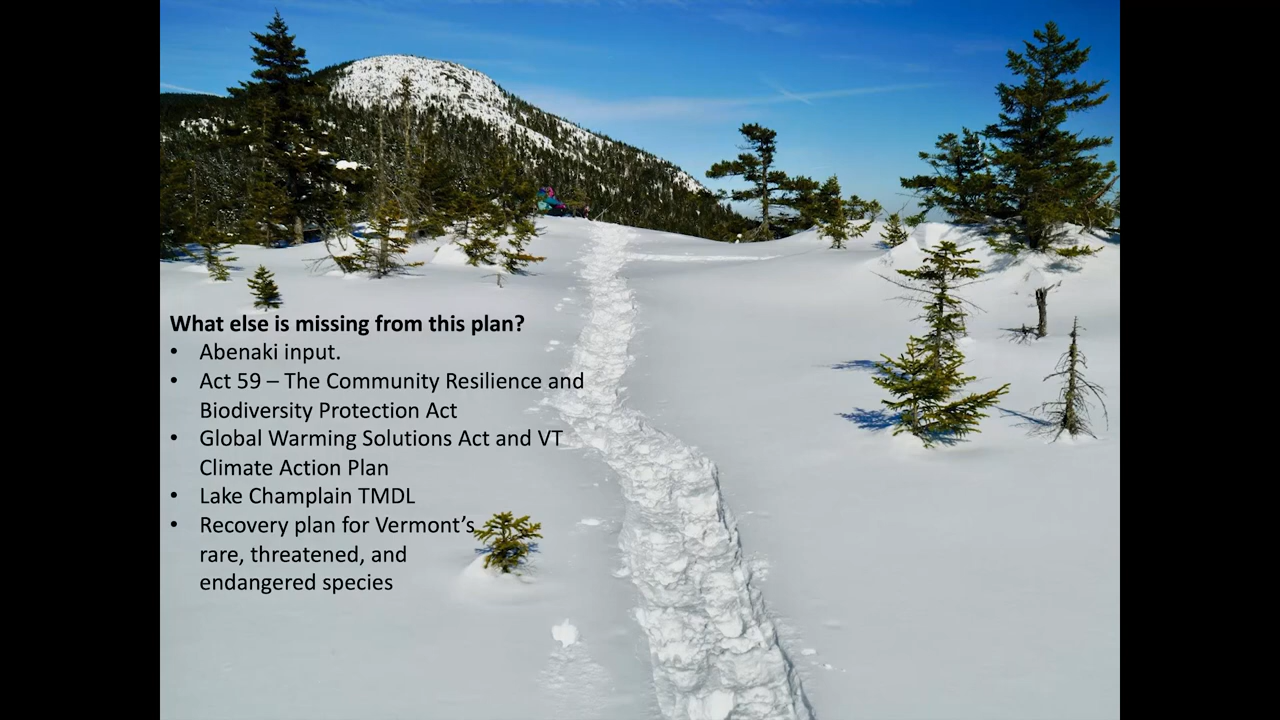 What else is missing from this plan?
• Abenaki input.
• Act 59 – The Community Resilience and
Biodiversity Protection Act
• Global Warming Solutions Act and VT
Climate Action Plan
• Lake Champlain TMDL
• Recovery plan for Vermont’s
rare, threatened, and
endangered species